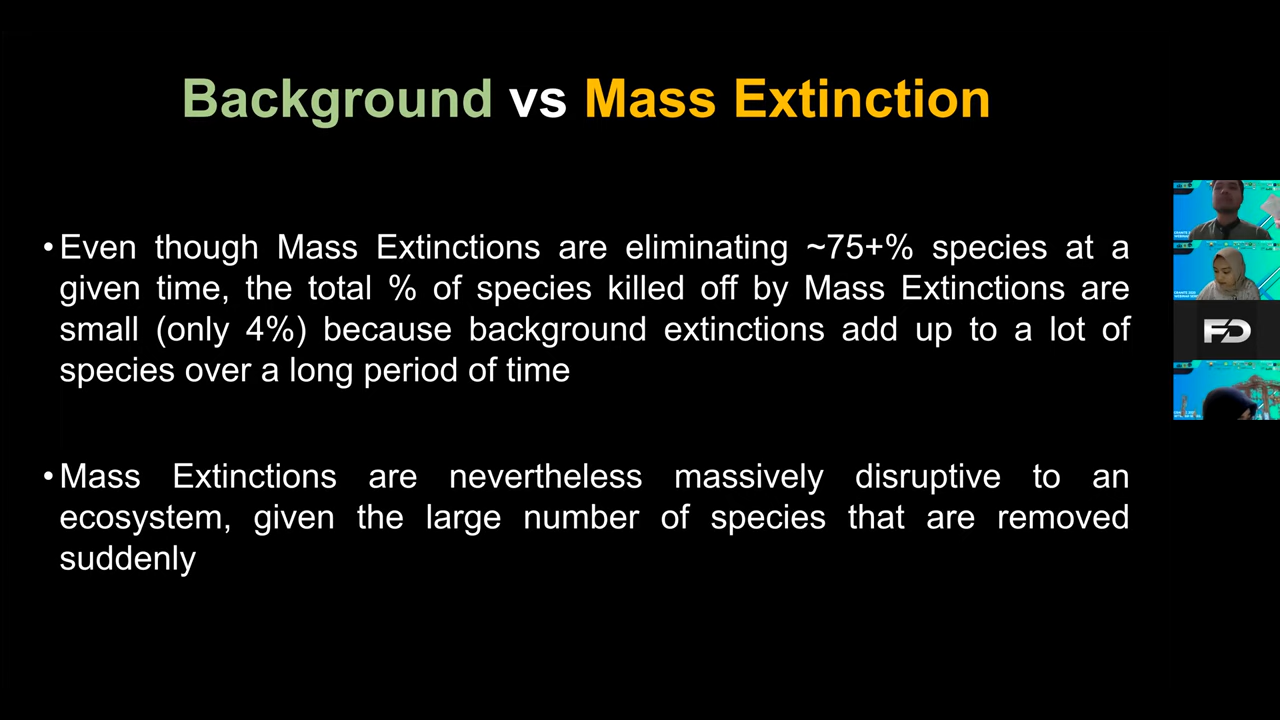 Background vs Mass Extinction
•Even though Mass Extinctions are eliminating ~75+% species at a
given time, the total % of species killed off by Mass Extinctions are
small (only 4%) because background extinctions add up to a lot of
species over a long period of time
•Mass Extinctions are nevertheless massively disruptive to an
ecosystem, given the large number of species that are removed
suddenly
FD